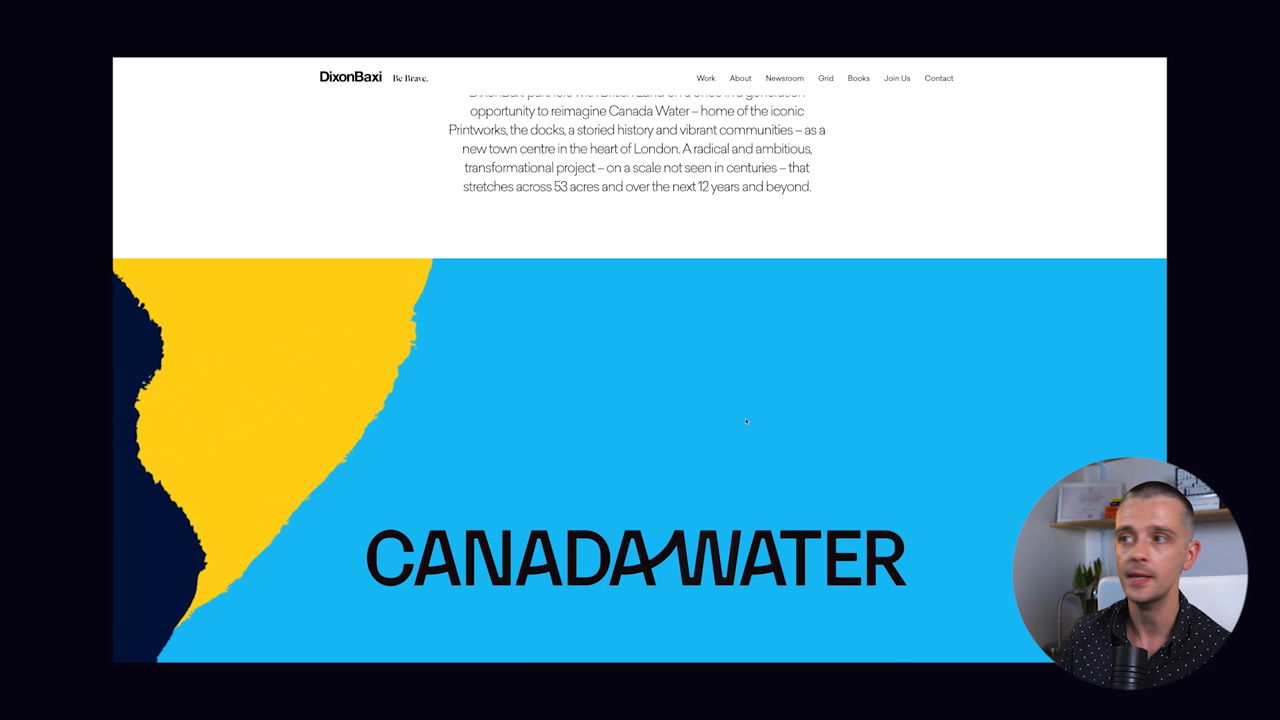 DixonBaxi Be Brave. Work About Newsroom Grid Books Join Us Contact
opportunity to reimagine Canada Water – home of the iconic
Printworks, the docks, a storied history and vibrant communities – as a
new town centre in the heart of London. A radical and ambitious,
transformational project – on a scale not seen in centuries – that
stretches across 53 acres and over the next 12 years and beyond.
CANADA WATER